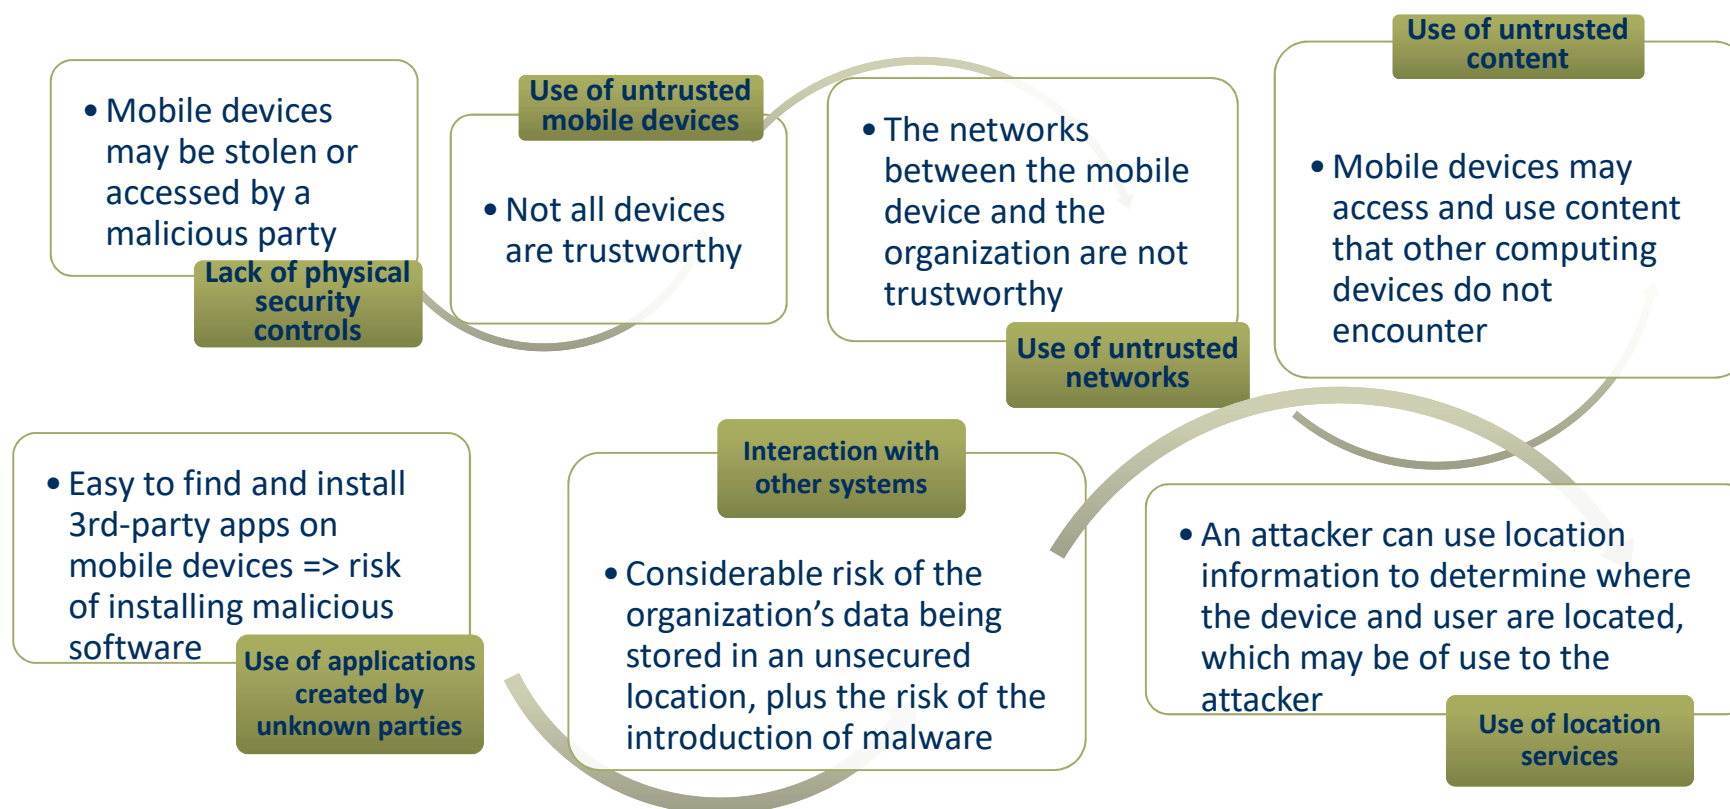 • Mobile devices
may be stolen or
accessed by a
malicious party
Lack of physical
security
controls
Use of untrusted
mobile devices
• Not all devices
are trustworthy
• The networks
between the mobile
device and the
organization are not
trustworthy
Use of untrusted
networks
Use of untrusted
content
• Mobile devices may
access and use content
that other computing
devices do not
encounter
• Easy to find and install
3rd-party apps on
mobile devices => risk
of installing malicious
software
Use of applications
created by
unknown parties
Interaction with
other systems
• Considerable risk of the
organization’s data being
stored in an unsecured
location, plus the risk of the
introduction of malware
• An attacker can use location
information to determine where
the device and user are located,
which may be of use to the
attacker
Use of location
services